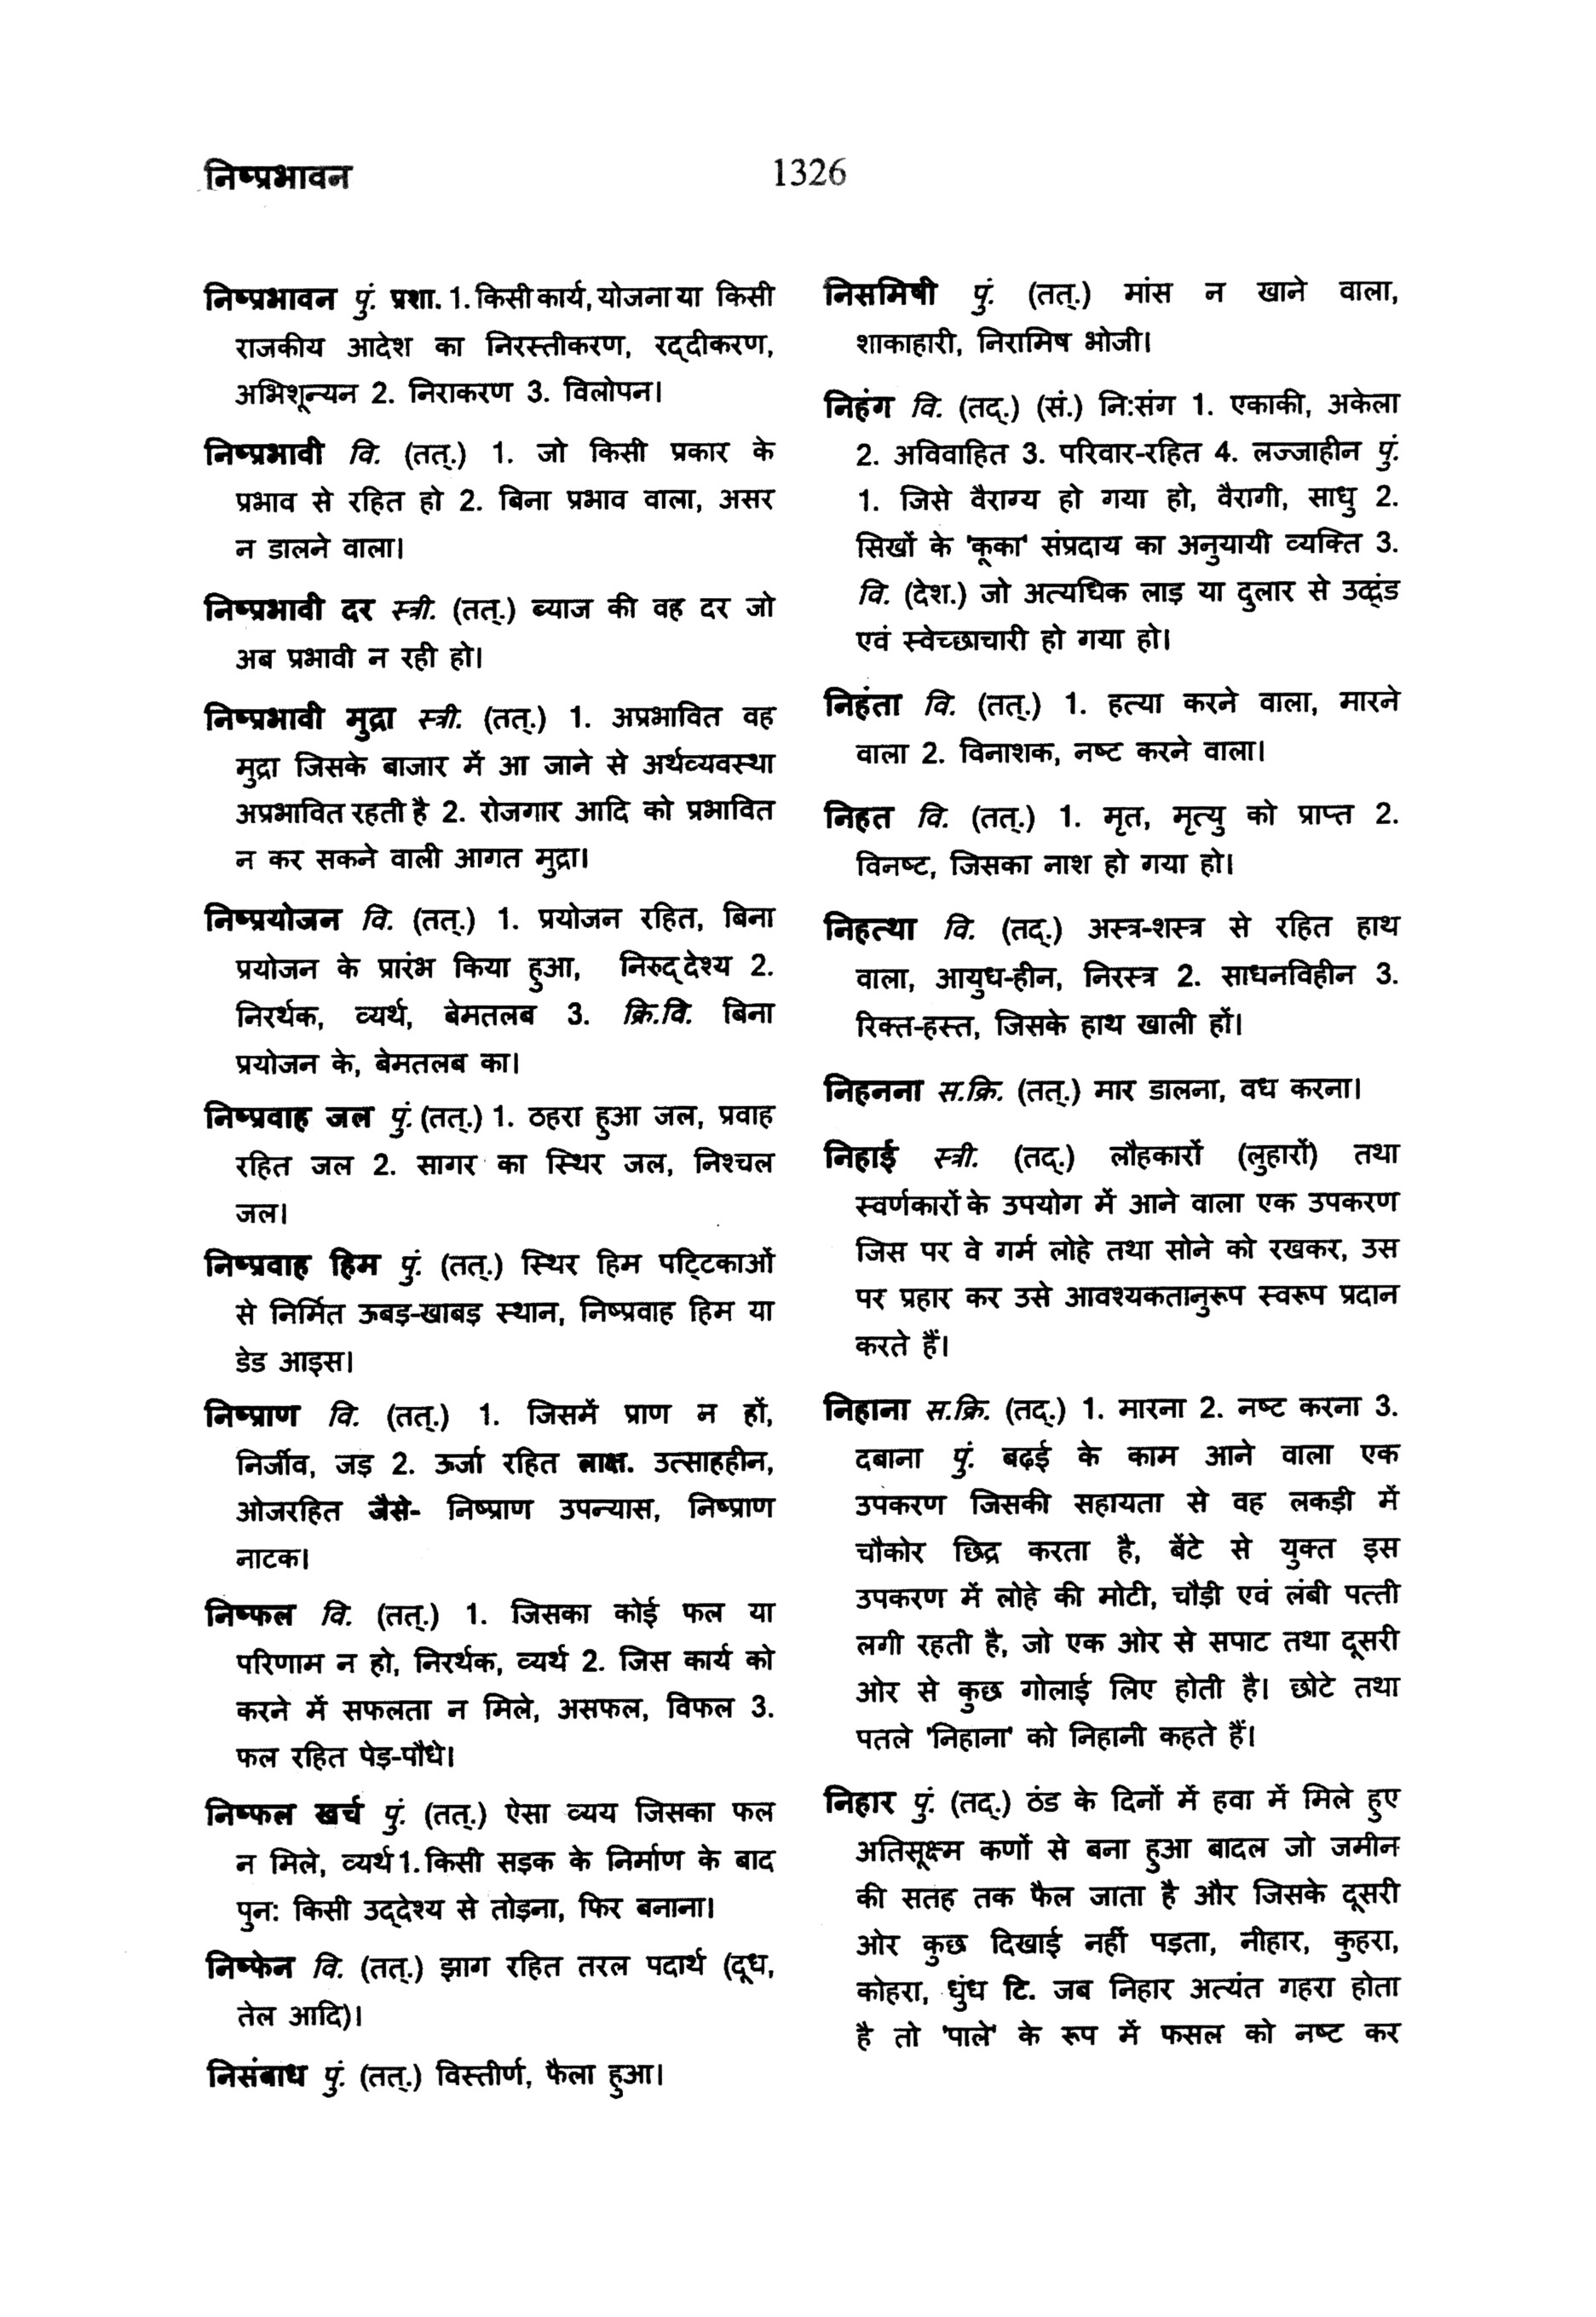 निष्प्रभावन
1326
निष्प्रभावन पुं. प्रशा. 1. किसी कार्य, योजना या किसी
राजकीय आदेश का निरस्तीकरण, रद्दीकरण,
अभिशून्यन 2. निराकरण 3. विलोपन।
निष्प्रभावी वि. (तत्.) 1. जो किसी प्रकार के
प्रभाव से रहित हो 2. बिना प्रभाव वाला, असर
न डालने वाला।
निष्प्रभावी दर स्त्री. (तत्.) ब्याज की वह दर जो
अब प्रभावी न रही हो।
निष्प्रभावी मुद्रा स्त्री. (तत्.) 1. अप्रभावित वह
मुद्रा जिसके बाजार में आ जाने से अर्थव्यवस्था
अप्रभावित रहती है 2. रोजगार आदि को प्रभावित
न कर सकने वाली आगत मुद्रा।
निष्प्रयोजन वि. (तत्.) 1. प्रयोजन रहित, बिना
प्रयोजन के प्रारंभ किया हुआ, निरुद्देश्य 2.
निरर्थक, व्यर्थ, बेमतलब 3. क्रि.वि. बिना
प्रयोजन के, बेमतलब का।
निष्प्रवाह जल पुं. (तत्.) 1. ठहरा हुआ जल, प्रवाह
रहित जल 2. सागर का स्थिर जल, निश्चल
जल।
निष्प्रवाह हिम पुं. (तत्.) स्थिर हिम पट्टिकाओं
से निर्मित ऊबड़-खाबड़ स्थान, निष्प्रवाह हिम या
डेड आइस।
निष्प्राण वि. (तत्.) 1. जिसमें प्राण न हों,
निर्जीव, जड़ 2. ऊर्जा रहित लाक्ष. उत्साहहीन,
ओजरहित जैसे- निष्प्राण उपन्यास, निष्प्राण
नाटक।
निष्फल वि. (तत्.) 1. जिसका कोई फल या
परिणाम न हो, निरर्थक, व्यर्थ 2. जिस कार्य को
करने में सफलता न मिले, असफल, विफल 3.
फल रहित पेड़-पौधे।
निष्फल खर्च पुं. (तत्.) ऐसा व्यय जिसका फल
न मिले, व्यर्थ 1. किसी सड़क के निर्माण के बाद
पुन: किसी उद्देश्य से तोड़ना, फिर बनाना।
निष्फेन वि. (तत्.) झाग रहित तरल पदार्थ (दूध,
तेल आदि)।
निसंबाध पुं. (तत्.) विस्तीर्ण, फैला हुआ।
निसमिषी पुं. (तत्.) मांस न खाने वाला,
शाकाहारी, निरामिष भोजी।
निहंग वि. (तद्.) (सं.) नि:संग 1. एकाकी, अकेला
2. अविवाहित 3. परिवार-रहित 4. लज्जाहीन पुं.
1. जिसे वैराग्य हो गया हो, वैरागी, साधु 2.
सिखों के 'कूका' संप्रदाय का अनुयायी व्यक्ति 3.
वि. (देश.) जो अत्यधिक लाड़ या दुलार से उद्दंड
एवं स्वेच्छाचारी हो गया हो।
निहंता वि. (तत्.) 1. हत्या करने वाला, मारने
वाला 2. विनाशक, नष्ट करने वाला।
निहत वि. (तत्.) 1. मृत, मृत्यु को प्राप्त 2.
विनष्ट, जिसका नाश हो गया हो।
निहत्था वि. (तद्.) अस्त्र-शस्त्र से रहित हाथ
वाला, आयुध-हीन, निरस्त्र 2. साधनविहीन 3.
रिक्त-हस्त, जिसके हाथ खाली हों।
निहनना स.क्रि. (तत्.) मार डालना, वध करना।
निहाई स्त्री. (तद्.) लौहकारों (लुहारों) तथा
स्वर्णकारों के उपयोग में आने वाला एक उपकरण
जिस पर वे गर्म लोहे तथा सोने को रखकर, उस
पर प्रहार कर उसे आवश्यकतानुरूप स्वरूप प्रदान
करते हैं।
निहाना स.क्रि. (तद्.) 1. मारना 2. नष्ट करना 3.
दबाना पुं. बढ़ई के काम आने वाला एक
उपकरण जिसकी सहायता से वह लकड़ी में
चौकोर छिद्र करता है, बेंटे से युक्त इस
उपकरण में लोहे की मोटी, चौड़ी एवं लंबी पत्ती
लगी रहती है, जो एक ओर से सपाट तथा दूसरी
ओर से कुछ गोलाई लिए होती है। छोटे तथा
पतले 'निहाना' को निहानी कहते हैं।
निहार पुं. (तद्.) ठंड के दिनों में हवा में मिले हुए
अतिसूक्ष्म कणों से बना हुआ बादल जो जमीन
की सतह तक फैल जाता है और जिसके दूसरी
ओर कुछ दिखाई नहीं पड़ता, नीहार, कुहरा,
कोहरा, धुंध टि. जब निहार अत्यंत गहरा होता
है तो 'पाले' के रूप में फसल को नष्ट कर